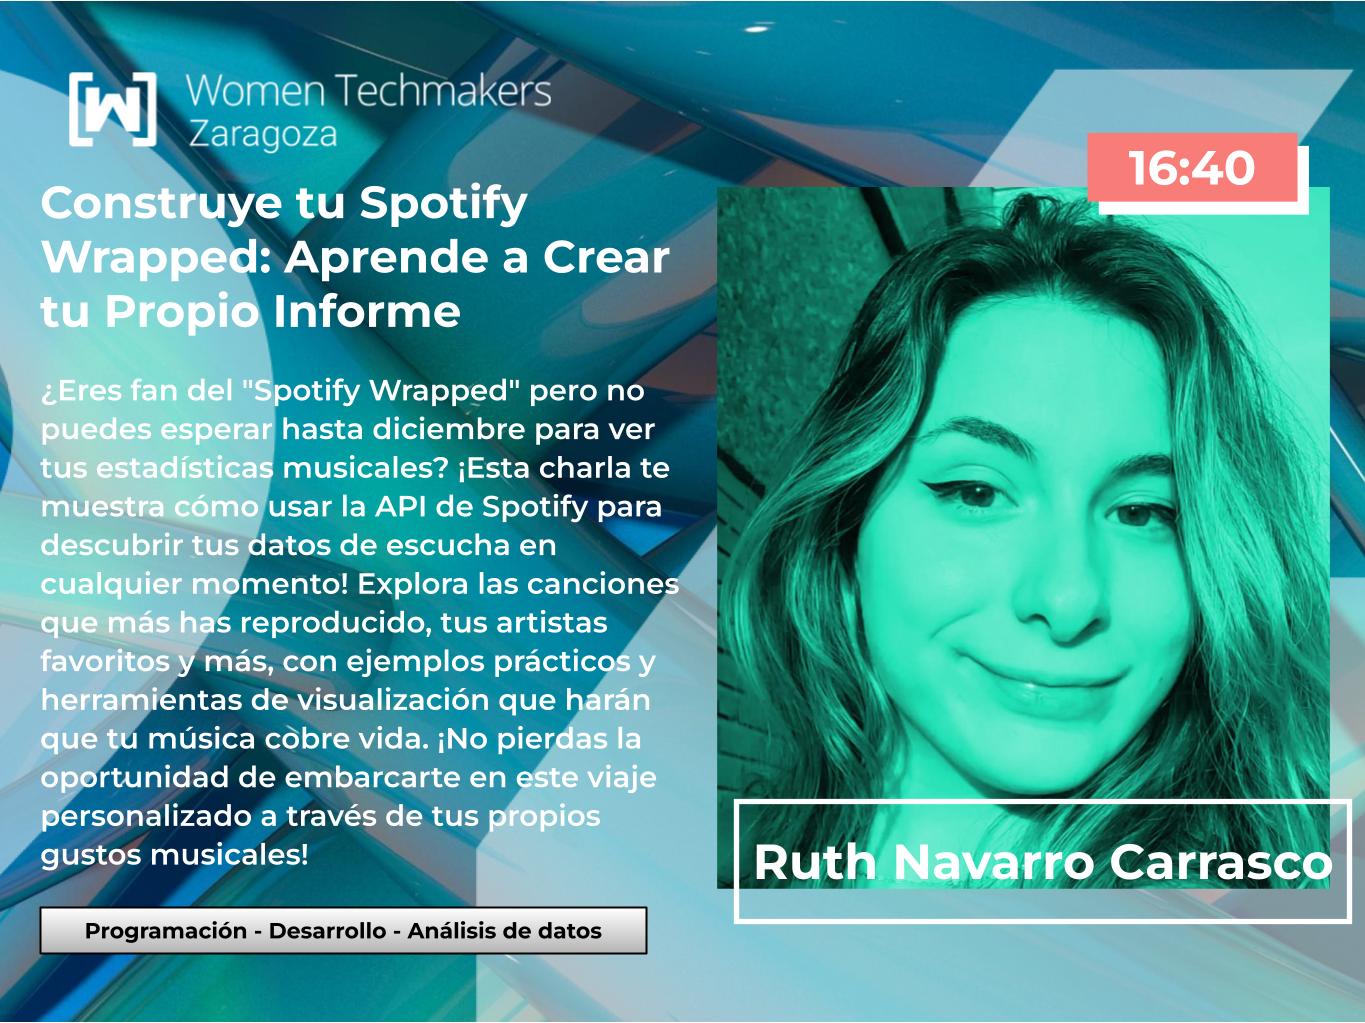 Women Techmakers
Zaragoza
16:40
Construye tu Spotify
Wrapped: Aprende a Crear
tu Propio Informe
¿Eres fan del "Spotify Wrapped" pero no
puedes esperar hasta diciembre para ver
tus estadísticas musicales? ¡Esta charla te
muestra cómo usar la API de Spotify para
descubrir tus datos de escucha en
cualquier momento! Explora las canciones
que más has reproducido, tus artistas
favoritos y más, con ejemplos prácticos y
herramientas de visualización que harán
que tu música còbre vida. ¡No pierdas la
oportunidad de embarcarte en este viaje
personalizado a través de tus propios
gustos musicales!
Ruth Navarro Carrasco
Programación - Desarrollo - Análisis de datos